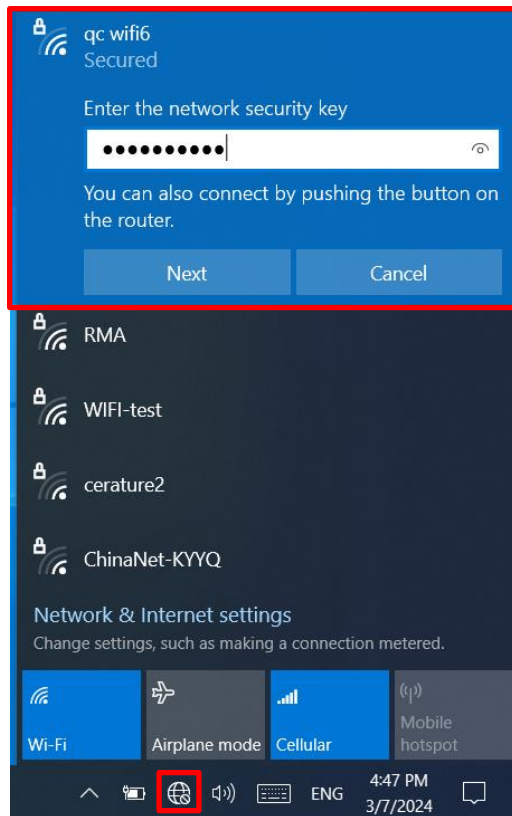 qc wifi6
Secured
Enter the network security key
●●●●●●●●●●
You can also connect by pushing the button on
the router.
Next Cancel
RMA
WIFI-test
cerature2
ChinaNet-KYYQ
Network & Internet settings
Change settings, such as making a connection metered.
Wi-Fi Airplane mode Cellular Mobile
hotspot
ENG 4:47 PM
3/7/2024